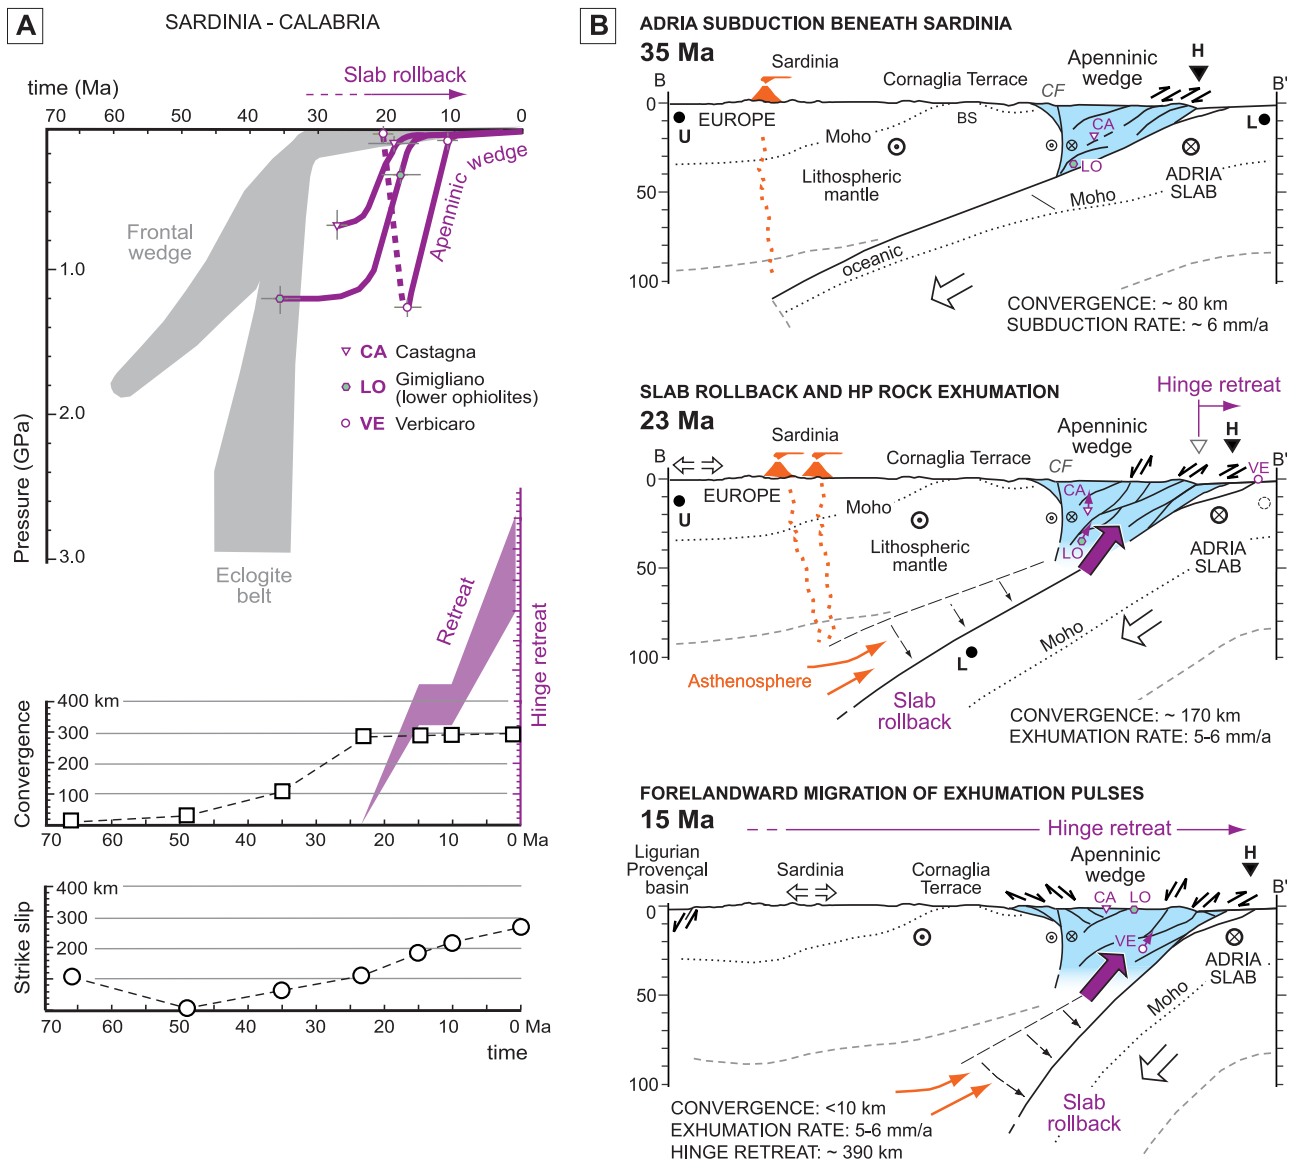 A
SARDINIA - CALABRIA
time (Ma)
Slab rollback
70
60
50
40
30
20
10
0
Frontal
wedge
Apenninic wedge
1.0
2.0
3.0
Pressure (GPa)
CA Castagna
LO Gimigliano
(lower ophiolites)
VE Verbicaro
Eclogite
belt
Retreat
Hinge retreat
Convergence
400 km
300
200
100
70
60
50
40
30
20
10
0 Ma
Strike slip
400 km
300
200
100
70
60
50
40
30
20
10
0 Ma
time
B
ADRIA SUBDUCTION BENEATH SARDINIA
35 Ma
B
Sardinia
Cornaglia Terrace
Apenninic
wedge
H
B'
CF
0
50
100
U
EUROPE
Moho
BS
CA
LO
L
Lithospheric
mantle
ADRIA
SLAB
Moho
oceanic
CONVERGENCE: ~ 80 km
SUBDUCTION RATE: ~ 6 mm/a
SLAB ROLLBACK AND HP ROCK EXHUMATION
23 Ma
Hinge retreat
B
Sardinia
Cornaglia Terrace
Apenninic
wedge
H
B'
CF
VE
0
50
100
U
EUROPE
Moho
CA
LO
Lithospheric
mantle
ADRIA
SLAB
Moho
L
Asthenosphere
Slab
rollback
CONVERGENCE: ~ 170 km
EXHUMATION RATE: 5-6 mm/a
FORELANDWARD MIGRATION OF EXHUMATION PULSES
15 Ma
Hinge retreat
Ligurian
Provençal
basin
Sardinia
Cornaglia
Terrace
Apenninic
wedge
H
B'
CA
LO
VE
0
50
100
ADRIA
SLAB
Moho
Slab
rollback
CONVERGENCE: <10 km
EXHUMATION RATE: 5-6 mm/a
HINGE RETREAT: ~ 390 km